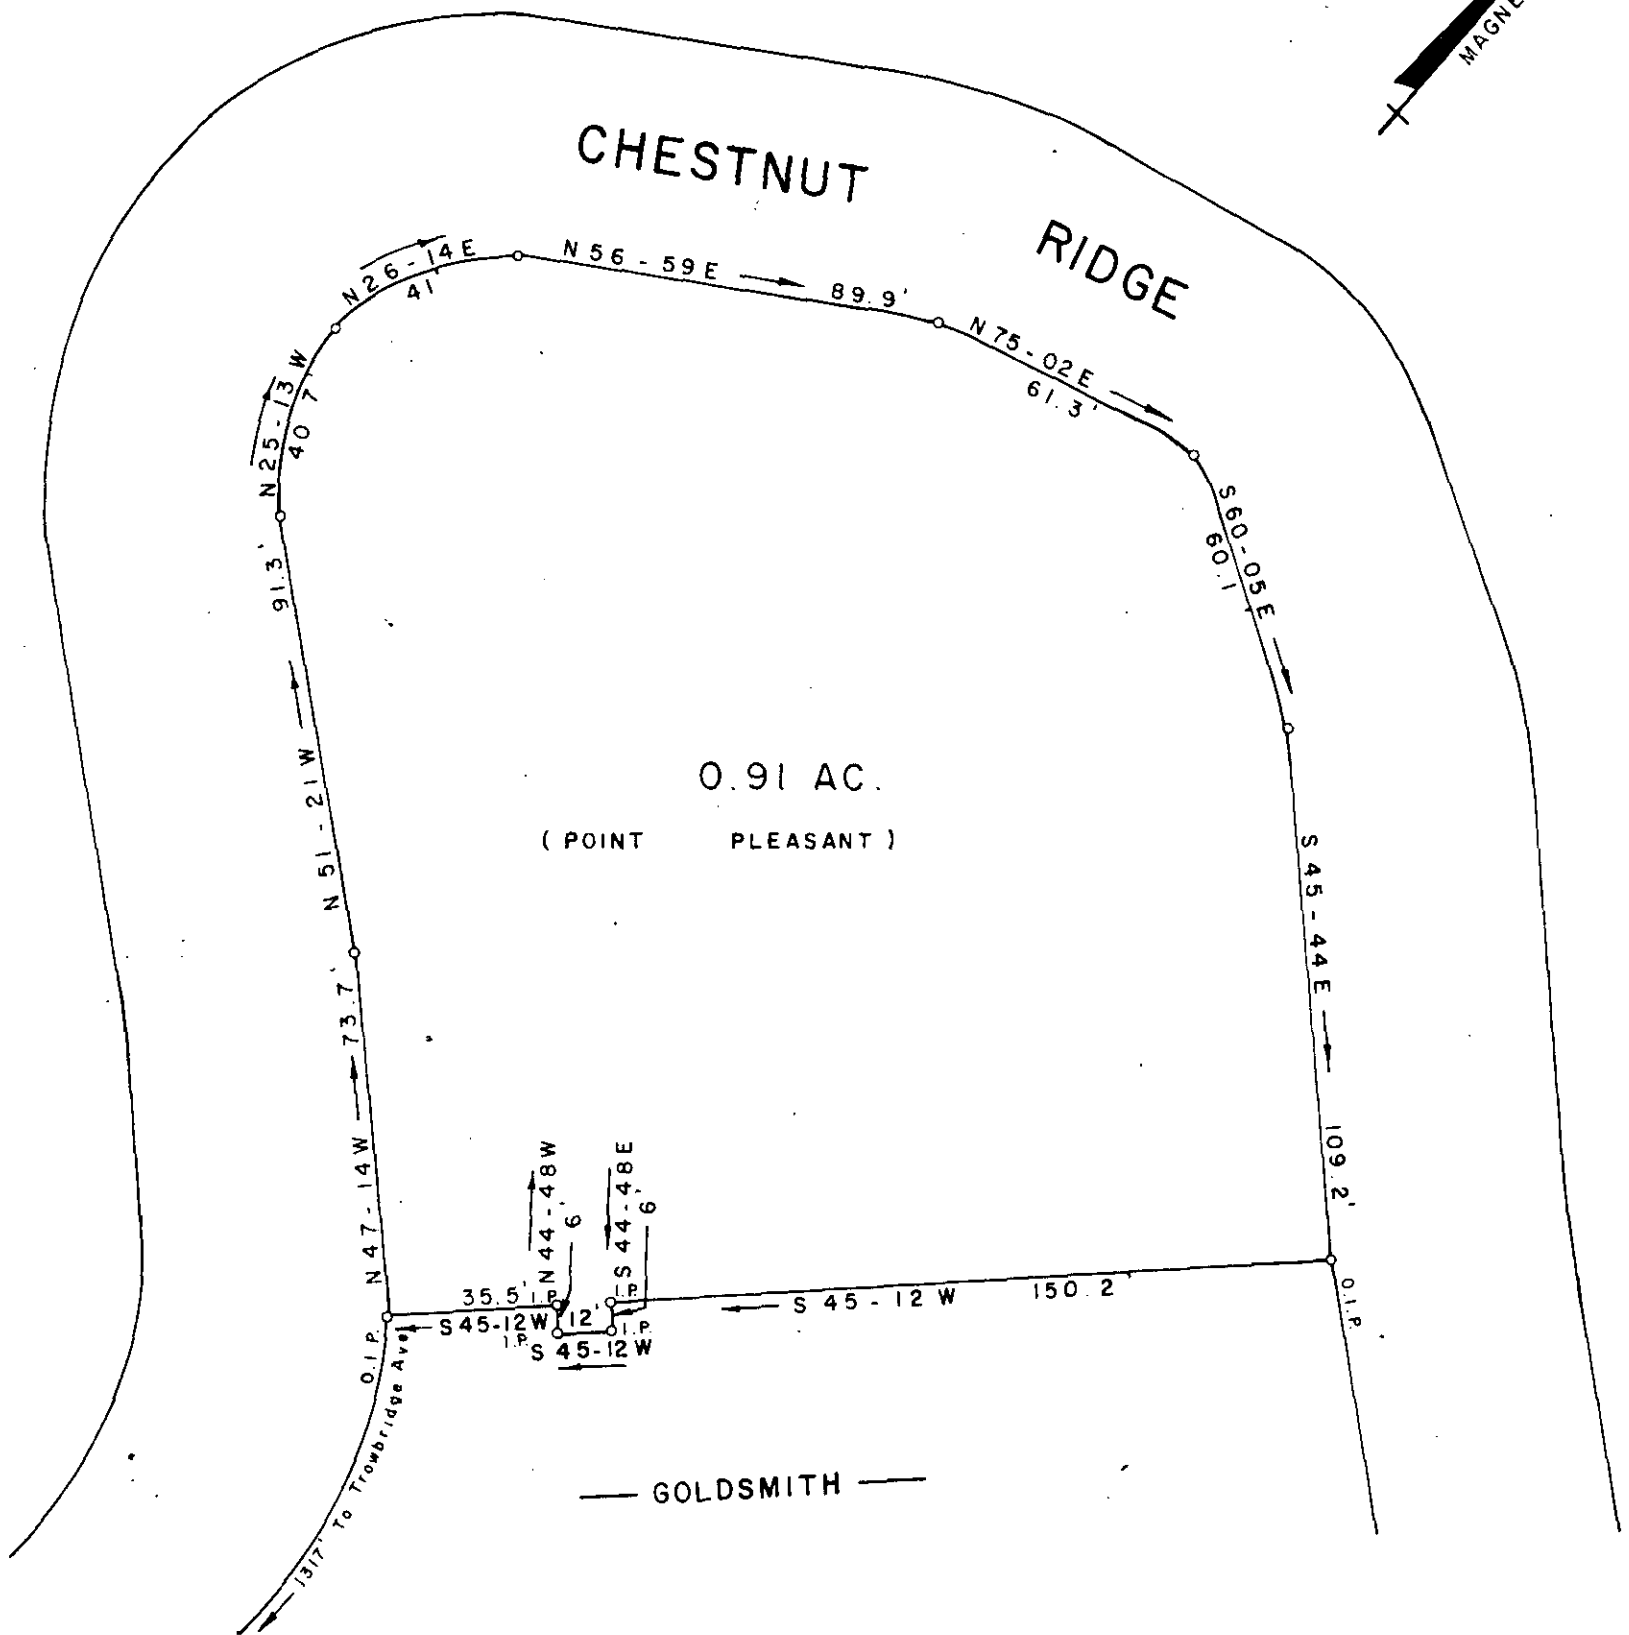 MAGNE
CHESTNUT
RIDGE
N 26-14 E
41'
N 56-59 E
89.9'
N 75-02 E
61.3'
N 25-13 W
40.7'
S 60-05 E
60.1'
91.3'
N 51-21 W
0.91 AC.
( POINT PLEASANT )
S 45-44 E
109.2'
73.7'
N 47-14 W
N 44-48 W
6'
S 44-48 E
6'
35.5'
I.P.
I.P.
S 45-12 W
12'
I.P.
I.P.
S 45-12 W
S 45-12 W
150.2'
O.I.P.
O.I.P.
1317' To Trowbridge Ave
GOLDSMITH